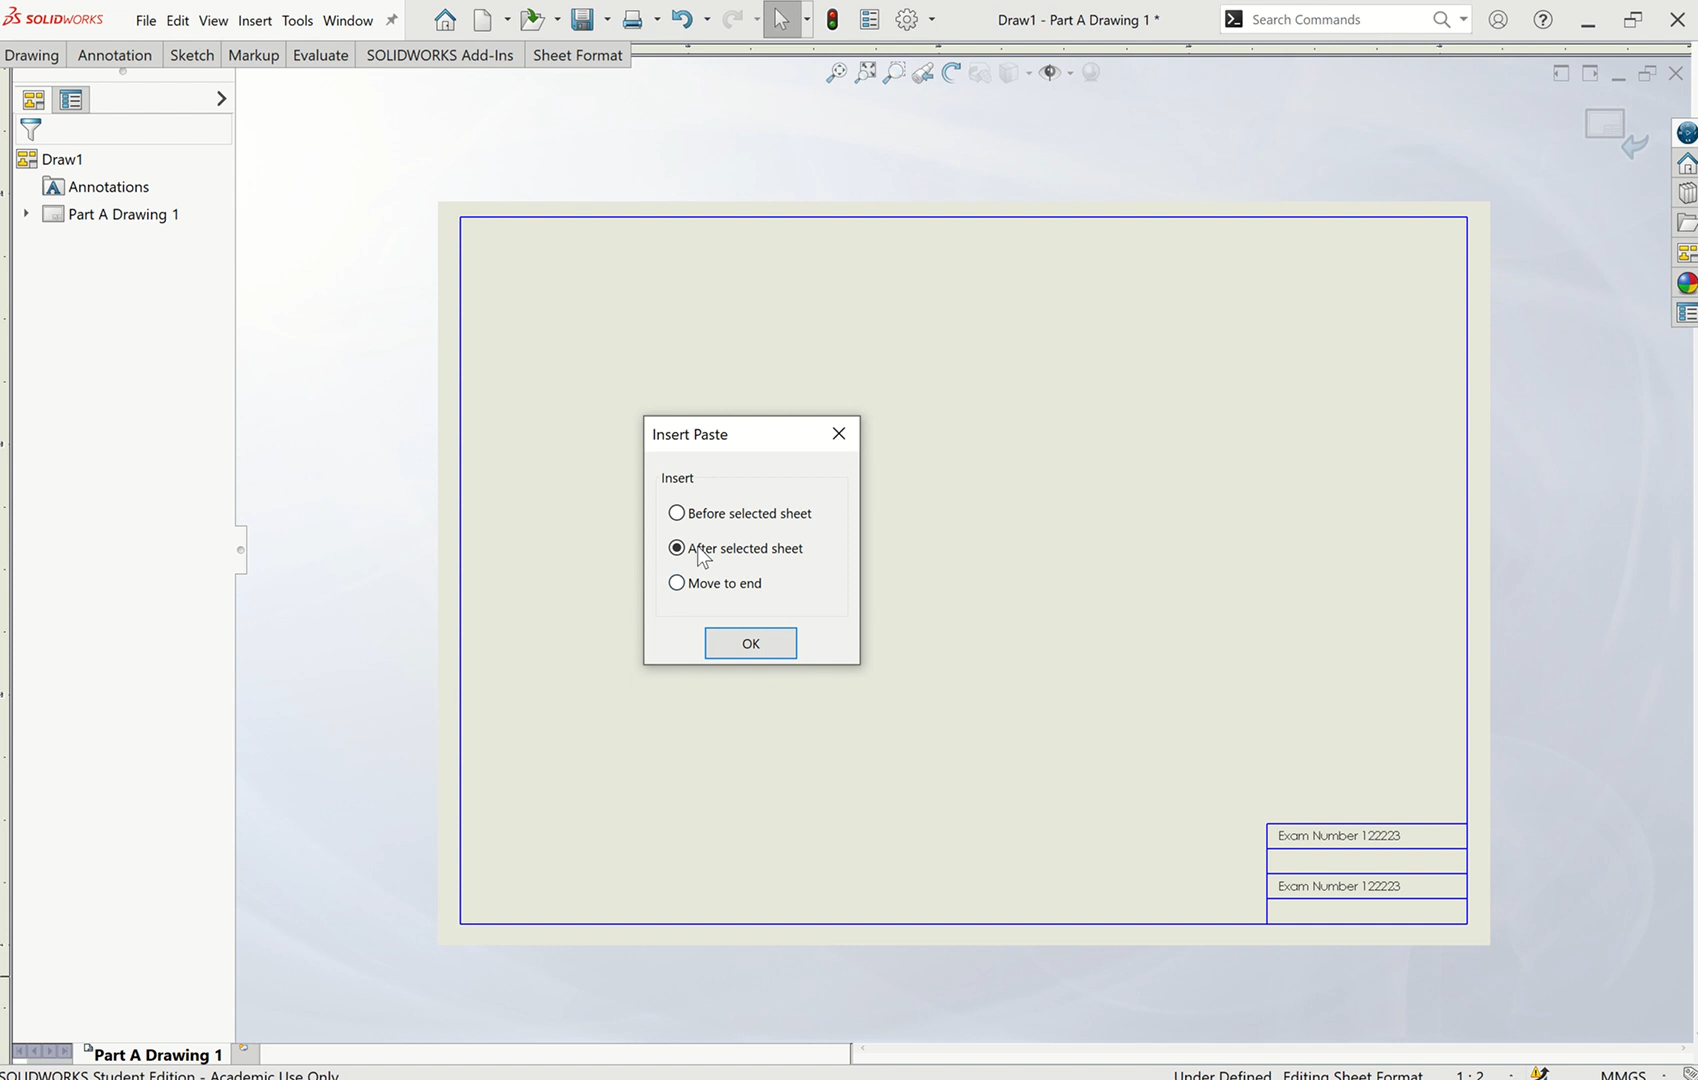 SOLIDWORKS File Edit View Insert Tools Window Draw1 - Part A Drawing 1 * Search Commands
Drawing Annotation Sketch Markup Evaluate SOLIDWORKS Add-Ins Sheet Format
Draw1
Annotations
Part A Drawing 1
Insert Paste
Insert
Before selected sheet
After selected sheet
Move to end
OK
Exam Number 122223
Exam Number 122223
Part A Drawing 1
SOLIDWORKS Student Edition - Academic Use Only Under Defined Editing Sheet Format 1 : 2 MMGS